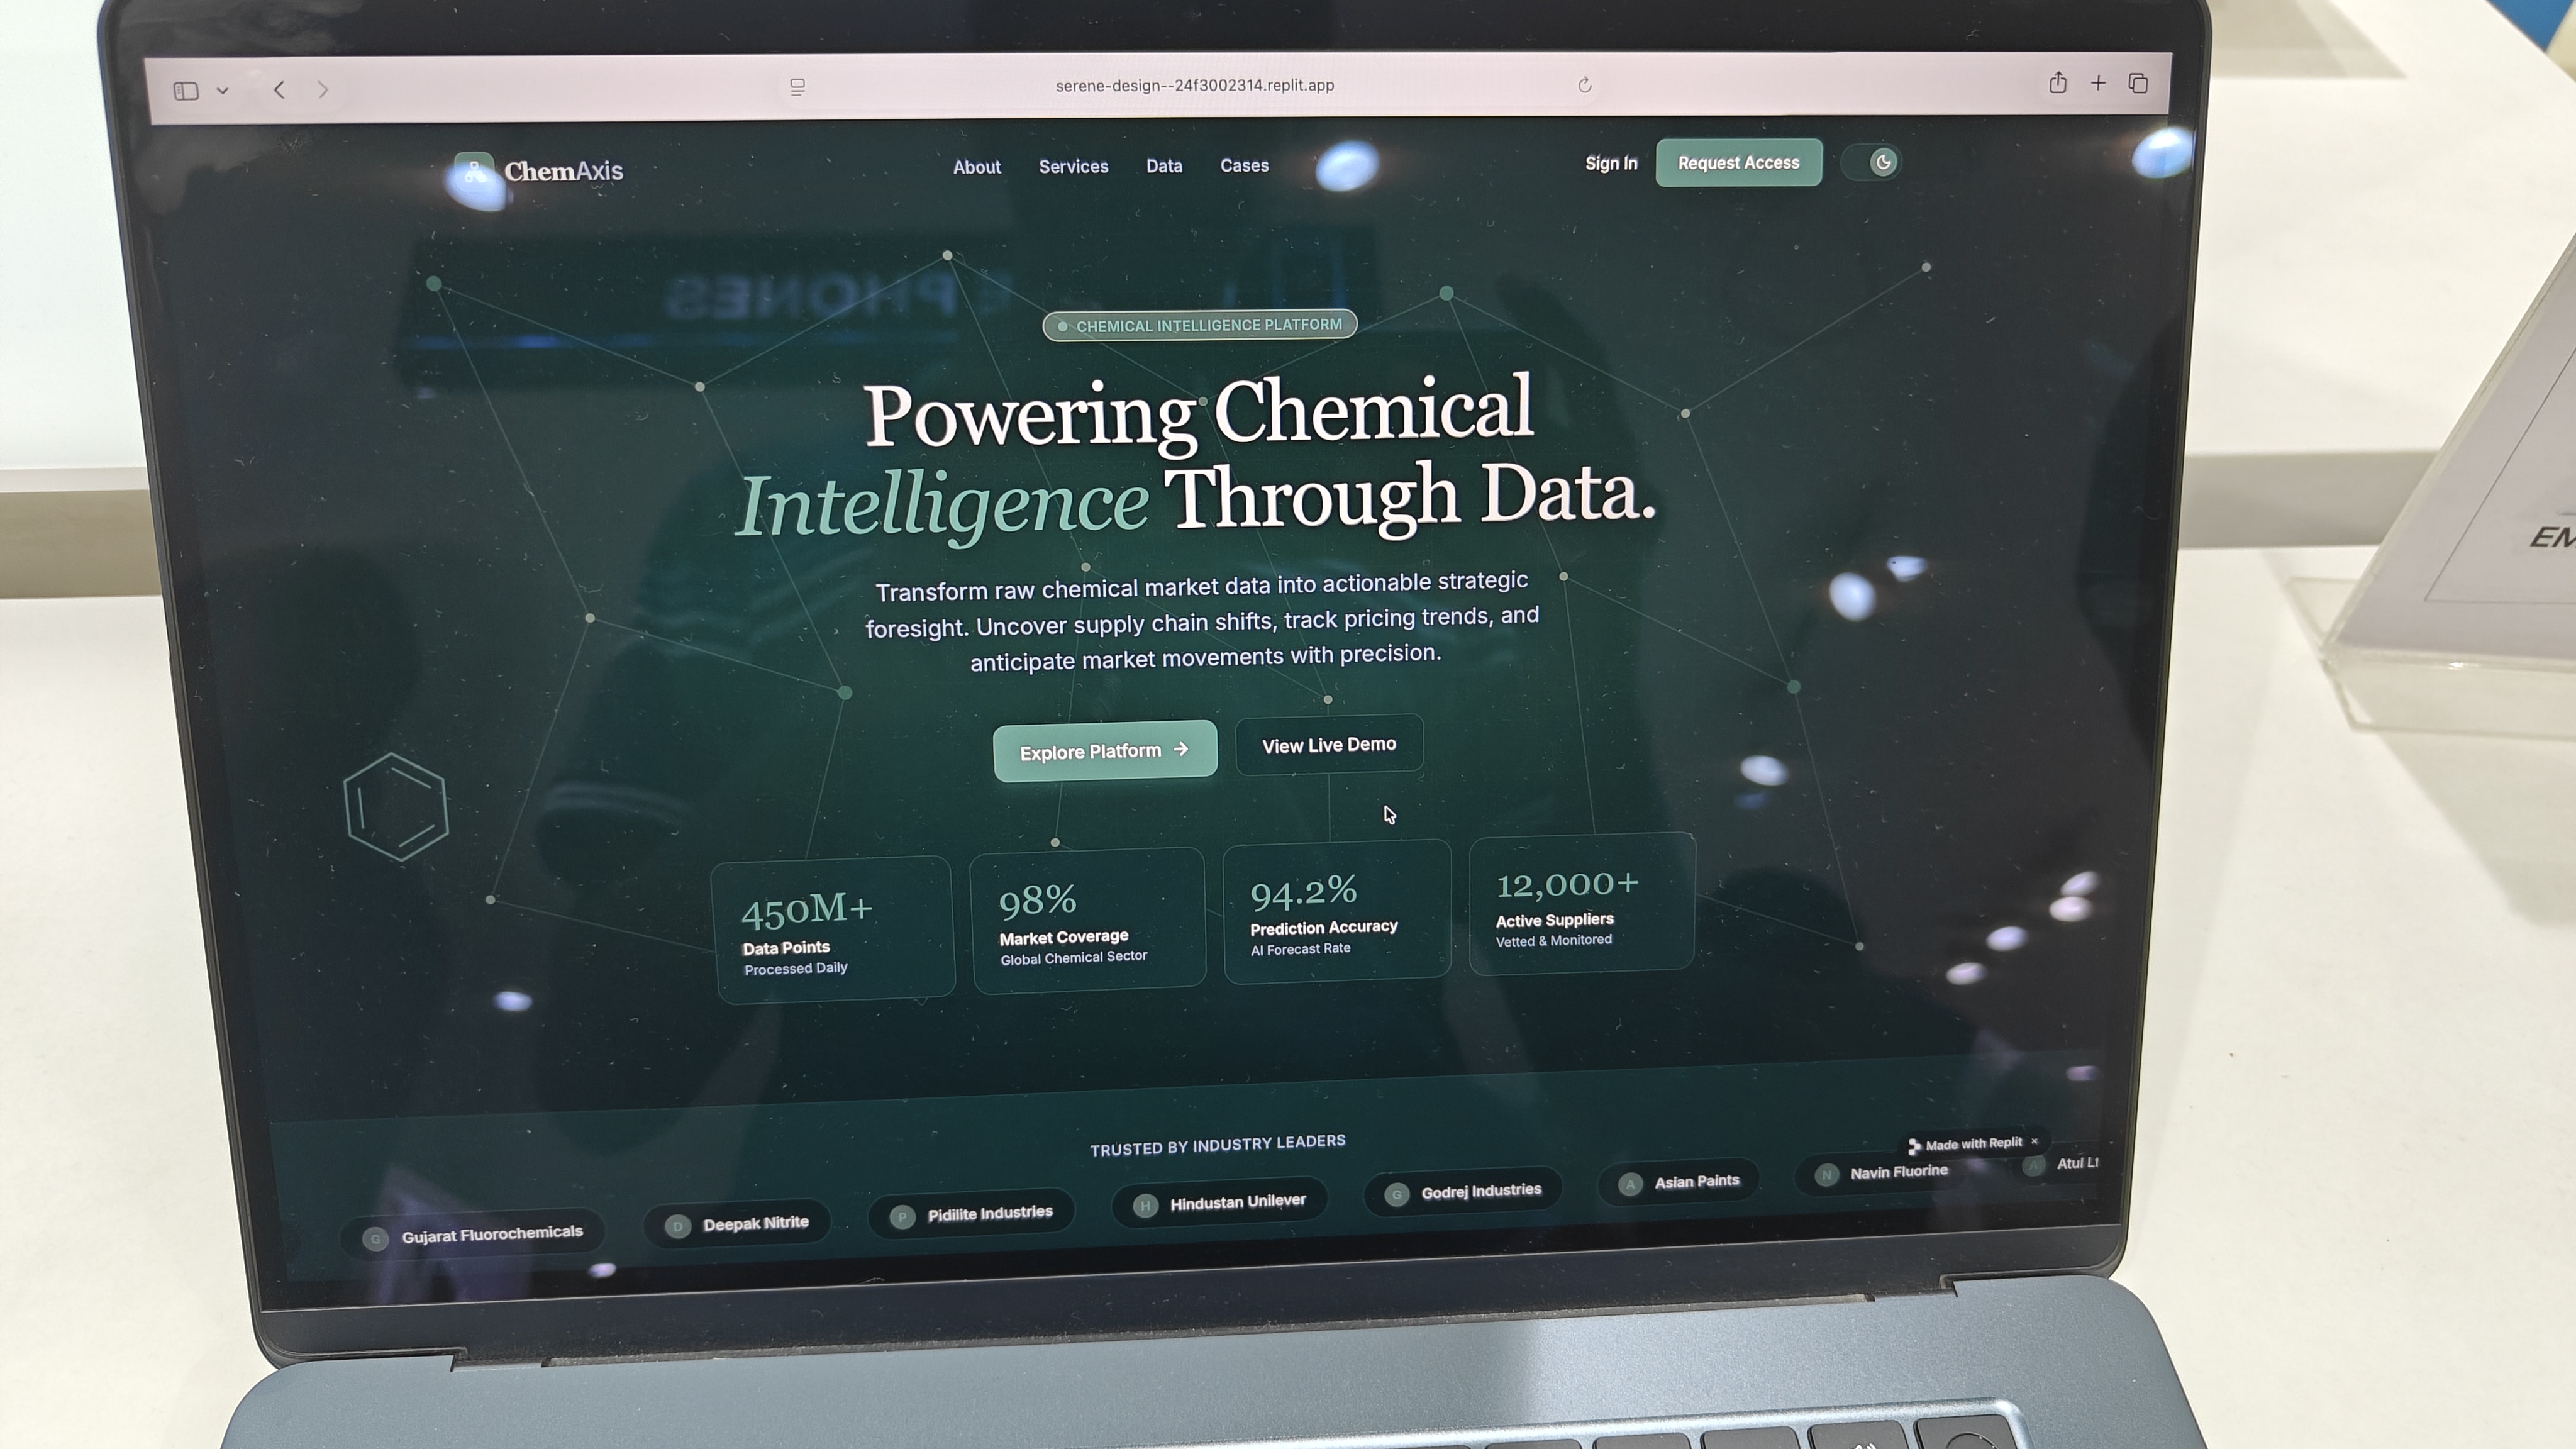 serene-design--24f3002314.replit.app
ChemAxis
About Services Data Cases
Sign In Request Access
PHONES
CHEMICAL INTELLIGENCE PLATFORM
Powering Chemical
Intelligence Through Data.
Transform raw chemical market data into actionable strategic
foresight. Uncover supply chain shifts, track pricing trends, and
anticipate market movements with precision.
Explore Platform → View Live Demo
450M+
Data Points
Processed Daily
98%
Market Coverage
Global Chemical Sector
94.2%
Prediction Accuracy
AI Forecast Rate
12,000+
Active Suppliers
Vetted & Monitored
TRUSTED BY INDUSTRY LEADERS
Made with Replit ×
G Gujarat Fluorochemicals
D Deepak Nitrite
P Pidilite Industries
H Hindustan Unilever
G Godrej Industries
A Asian Paints
N Navin Fluorine
A Atul Lt
EM